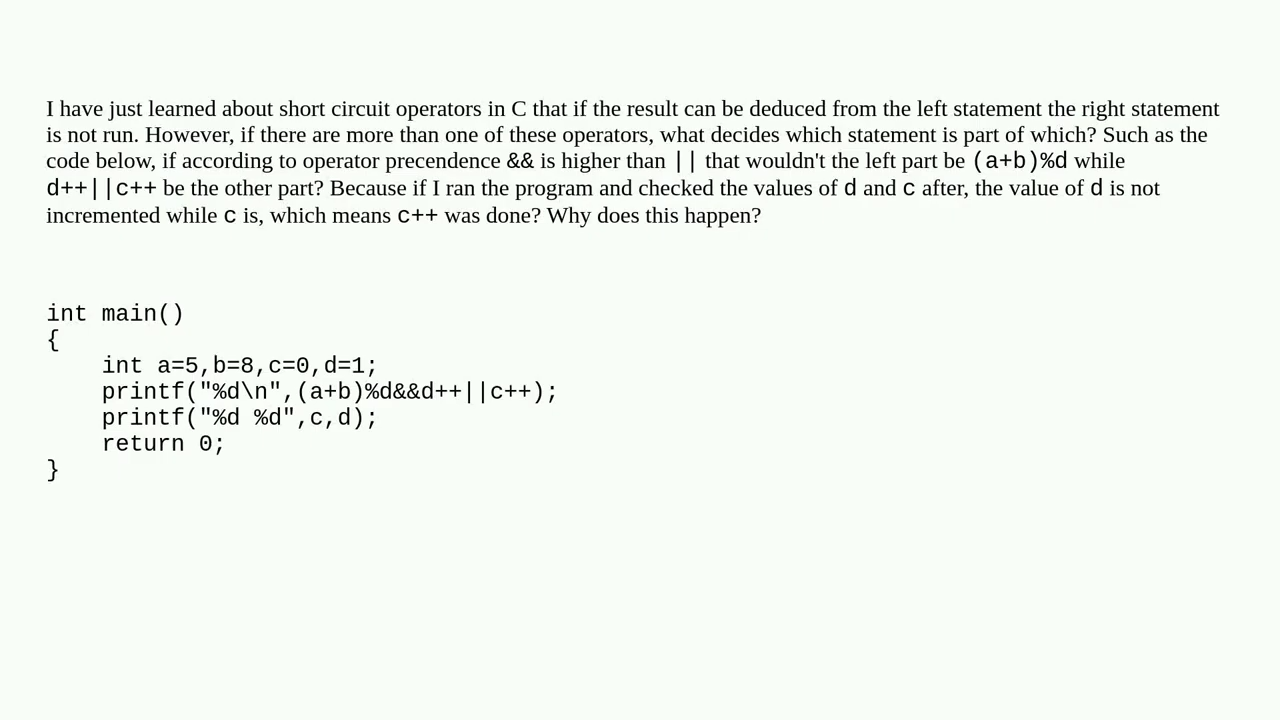 I have just learned about short circuit operators in C that if the result can be deduced from the left statement the right statement
is not run. However, if there are more than one of these operators, what decides which statement is part of which? Such as the
code below, if according to operator precendence && is higher than || that wouldn't the left part be (a+b)%d while
d++||c++ be the other part? Because if I ran the program and checked the values of d and c after, the value of d is not
incremented while c is, which means c++ was done? Why does this happen?
int main()
{
    int a=5,b=8,c=0,d=1;
    printf("%d\n",(a+b)%d&&d++||c++);
    printf("%d %d",c,d);
    return 0;
}